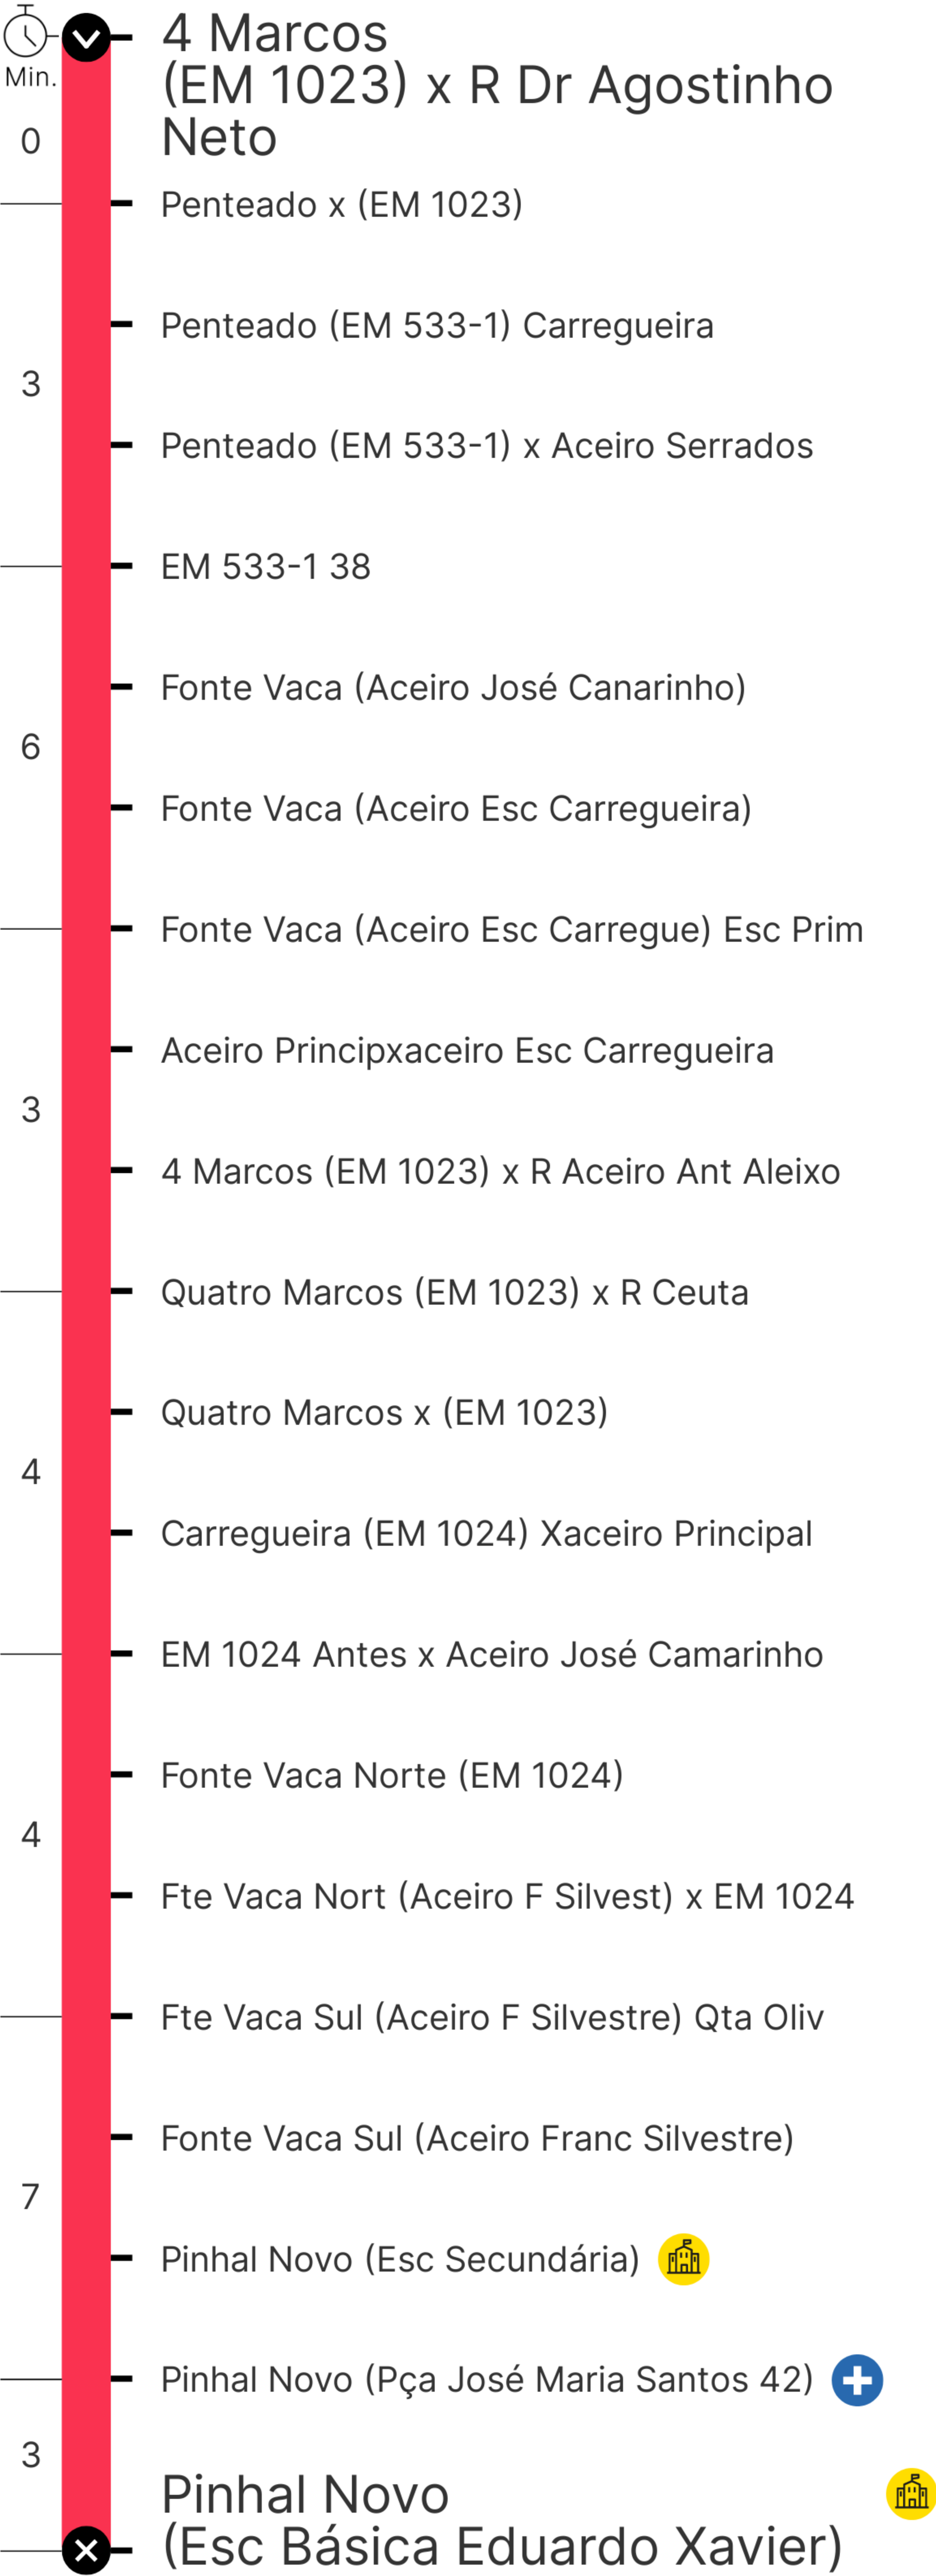 4 Marcos
(EM 1023) x R Dr Agostinho
Neto
Min.
0
Penteado x (EM 1023)
Penteado (EM 533-1) Carregueira
3
Penteado (EM 533-1) x Aceiro Serrados
EM 533-1 38
Fonte Vaca (Aceiro José Canarinho)
6
Fonte Vaca (Aceiro Esc Carregueira)
Fonte Vaca (Aceiro Esc Carregue) Esc Prim
Aceiro Principxaceiro Esc Carregueira
3
4 Marcos (EM 1023) x R Aceiro Ant Aleixo
Quatro Marcos (EM 1023) x R Ceuta
Quatro Marcos x (EM 1023)
4
Carregueira (EM 1024) Xaceiro Principal
EM 1024 Antes x Aceiro José Camarinho
Fonte Vaca Norte (EM 1024)
4
Fte Vaca Nort (Aceiro F Silvest) x EM 1024
Fte Vaca Sul (Aceiro F Silvestre) Qta Oliv
Fonte Vaca Sul (Aceiro Franc Silvestre)
7
Pinhal Novo (Esc Secundária)
Pinhal Novo (Pça José Maria Santos 42)
3
Pinhal Novo
(Esc Básica Eduardo Xavier)